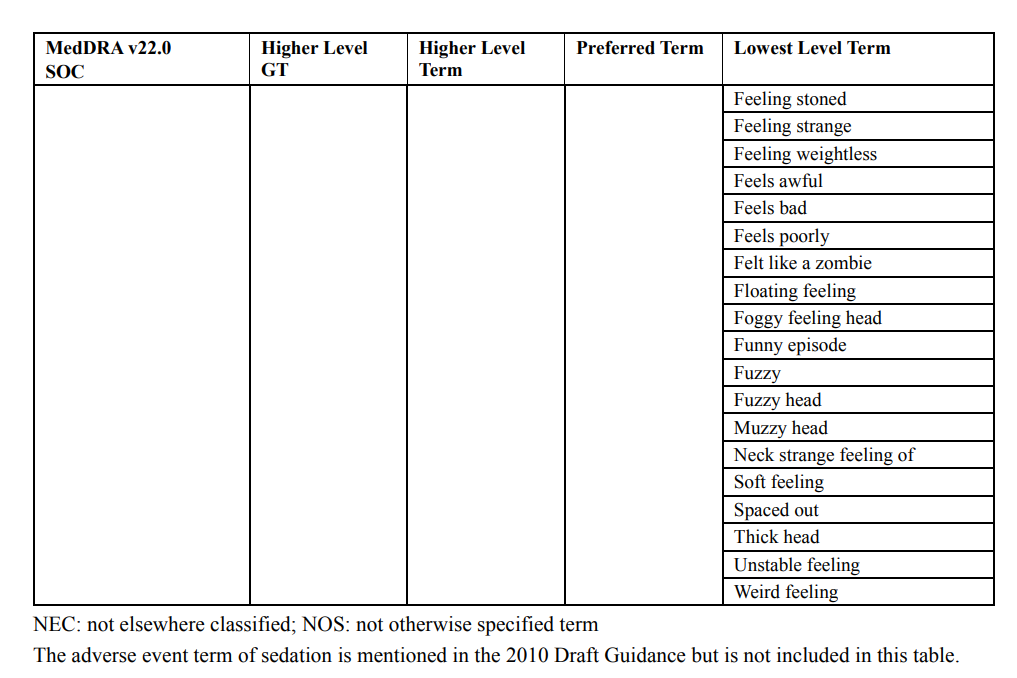 MedDRA v22.0 SOC Higher Level GT Higher Level Term Preferred Term Lowest Level Term
Feeling stoned
Feeling strange
Feeling weightless
Feels awful
Feels bad
Feels poorly
Felt like a zombie
Floating feeling
Foggy feeling head
Funny episode
Fuzzy
Fuzzy head
Muzzy head
Neck strange feeling of
Soft feeling
Spaced out
Thick head
Unstable feeling
Weird feeling
NEC: not elsewhere classified; NOS: not otherwise specified term
The adverse event term of sedation is mentioned in the 2010 Draft Guidance but is not included in this table.